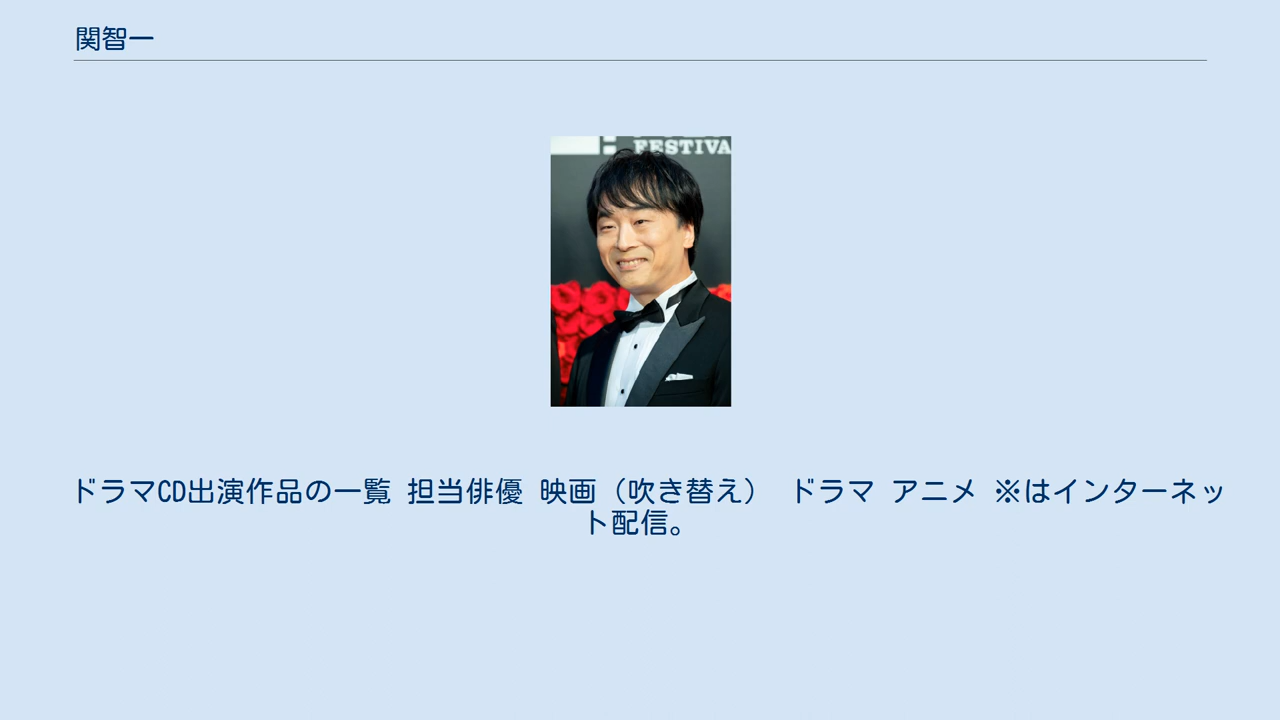 関智一
FESTIVA
ドラマCD出演作品の一覧 担当俳優 映画（吹き替え） ドラマ アニメ ※はインターネッ
ト配信。